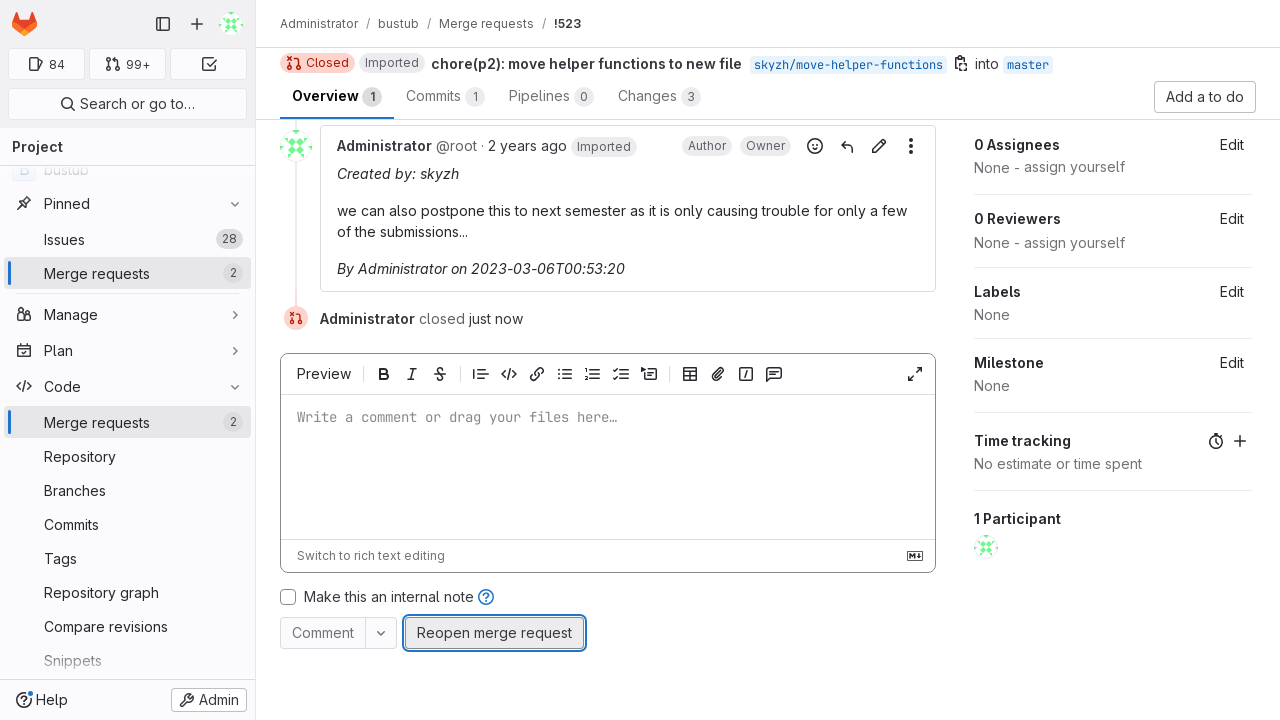 Administrator / bustub / Merge requests / !523
84 99+
Search or go to…
Project
B bustub
Pinned
Issues 28
Merge requests 2
Manage
Plan
Code
Merge requests 2
Repository
Branches
Commits
Tags
Repository graph
Compare revisions
Snippets
Help Admin
Closed Imported chore(p2): move helper functions to new file skyzh/move-helper-functions into master
Overview 1 Commits 1 Pipelines 0 Changes 3 Add a to do
Administrator @root · 2 years ago Imported Author Owner
Created by: skyzh
we can also postpone this to next semester as it is only causing trouble for only a few
of the submissions...
By Administrator on 2023-03-06T00:53:20
Administrator closed just now
Preview
Write a comment or drag your files here…
Switch to rich text editing
Make this an internal note
Comment Reopen merge request
0 Assignees Edit
None - assign yourself
0 Reviewers Edit
None - assign yourself
Labels Edit
None
Milestone Edit
None
Time tracking
No estimate or time spent
1 Participant